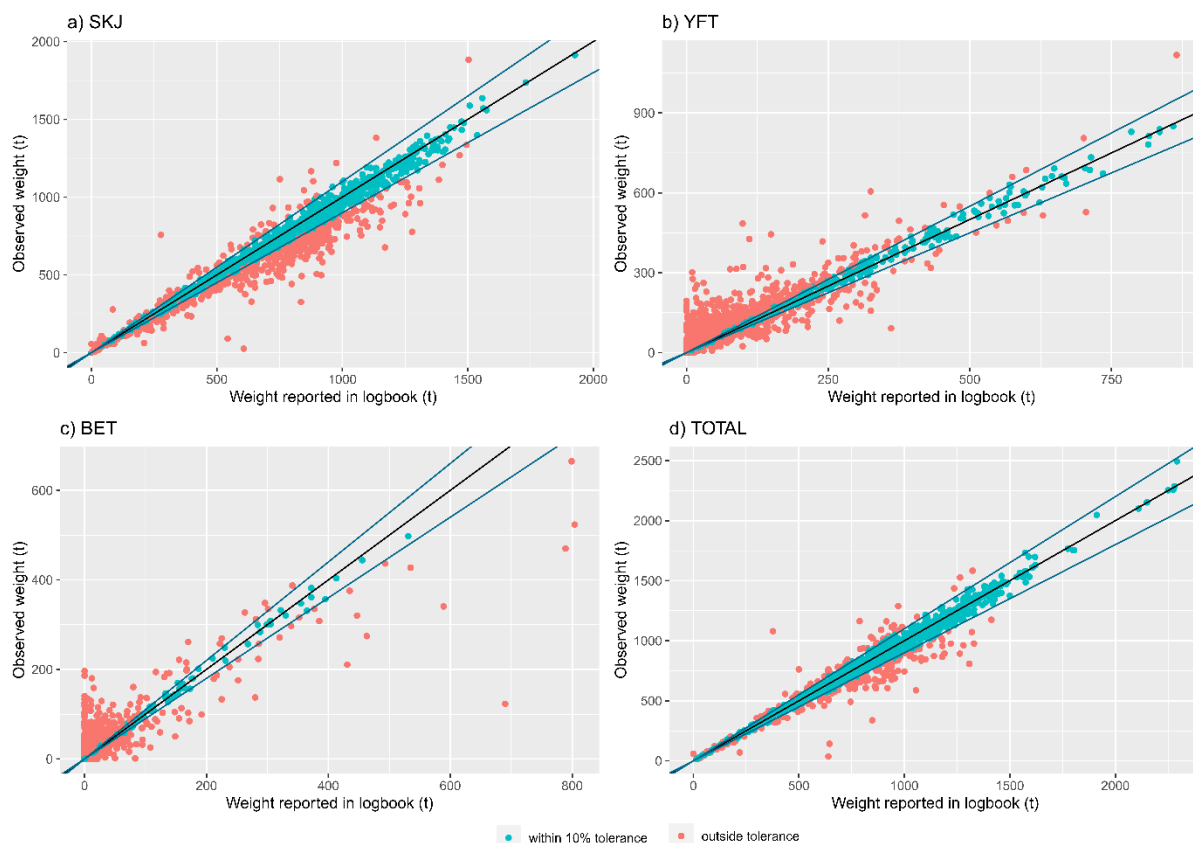 a) SKJ
2000
1500
1000
500
0
Observed weight (t)
0 500 1000 1500 2000
Weight reported in logbook (t)
b) YFT
900
600
300
0
Observed weight (t)
0 250 500 750
Weight reported in logbook (t)
c) BET
600
400
200
0
Observed weight (t)
0 200 400 600 800
Weight reported in logbook (t)
d) TOTAL
2500
2000
1500
1000
500
0
Observed weight (t)
0 500 1000 1500 2000
Weight reported in logbook (t)
within 10% tolerance outside tolerance